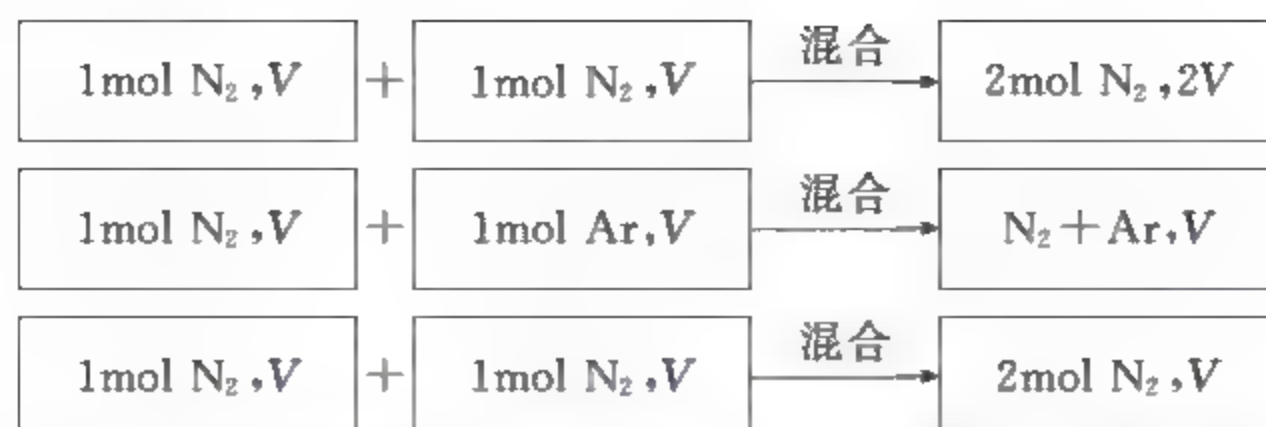 1mol N₂,V + 1mol N₂,V 混合 2mol N₂,2V
1mol N₂,V + 1mol Ar,V 混合 N₂+Ar,V
1mol N₂,V + 1mol N₂,V 混合 2mol N₂,V